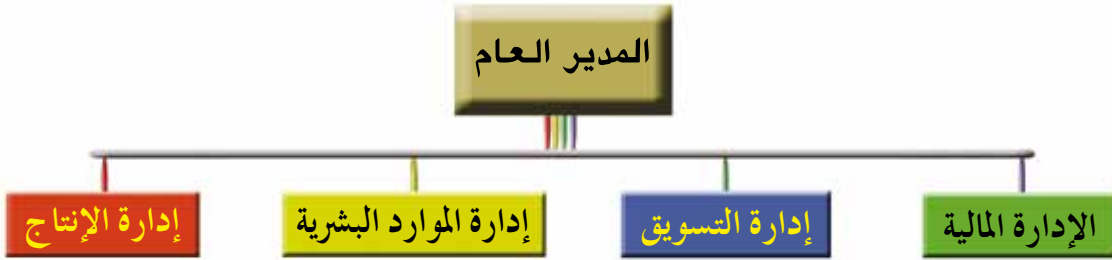 المدير العام
الإدارة المالية
إدارة التسويق
إدارة الموارد البشرية
إدارة الإنتاج